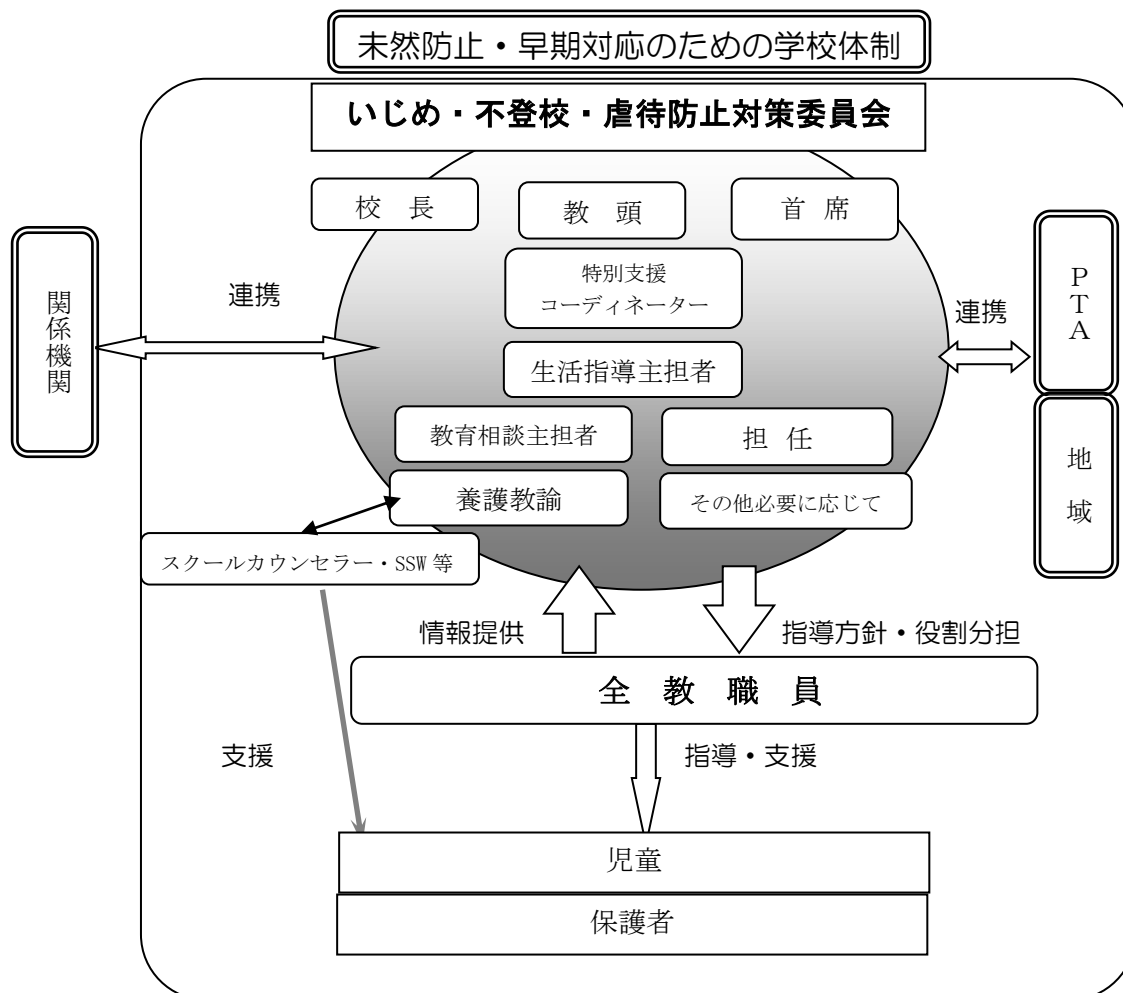 未然防止・早期対応のための学校体制
いじめ・不登校・虐待防止対策委員会
校 長
教 頭
首 席
特別支援
コーディネーター
関係機関
連携
連携
PTA
生活指導主担者
教育相談主担者
担 任
地 域
養護教諭
その他必要に応じて
スクールカウンセラー・SSW 等
情報提供
指導方針・役割分担
全 教 職 員
支援
指導・支援
児童
保護者